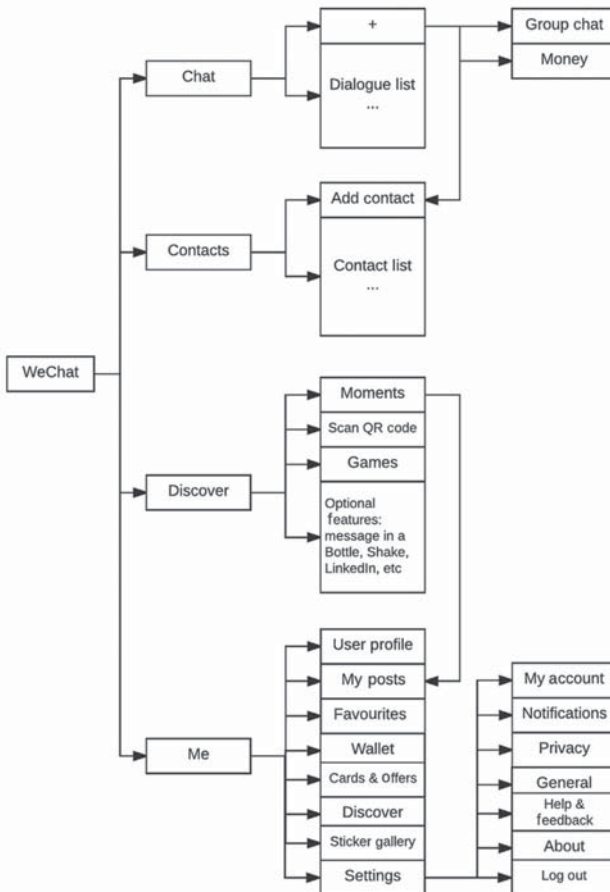 +
Group chat
Money
Chat
Dialogue list
...
Add contact
Contacts
Contact list
...
WeChat
Moments
Scan QR code
Games
Discover
Optional
features:
message in a
Bottle, Shake,
LinkedIn, etc
User profile
My posts
My account
Favourites
Notifications
Me
Wallet
Privacy
Cards & Offers
General
Discover
Help &
feedback
Sticker gallery
About
Settings
Log out